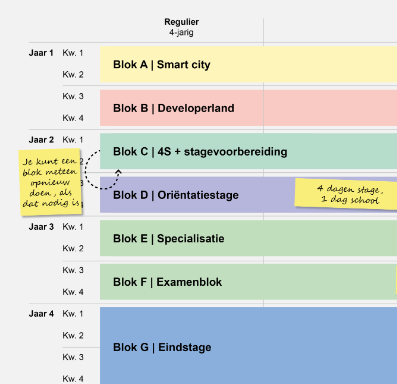 Regulier
4-jarig
Jaar 1 Kw. 1
Blok A | Smart city
Kw. 2
Kw. 3
Blok B | Developerland
Kw. 4
Jaar 2 Kw. 1
Blok C | 4S + stagevoorbereiding
Je kunt een
blok meteen
opnieuw
doen, als
dat nodig is
Blok D | Oriëntatiestage
4 dagen stage,
1 dag school
Jaar 3 Kw. 1
Blok E | Specialisatie
Kw. 2
Kw. 3
Blok F | Examenblok
Kw. 4
Jaar 4 Kw. 1
Kw. 2
Blok G | Eindstage
Kw. 3
Kw. 4